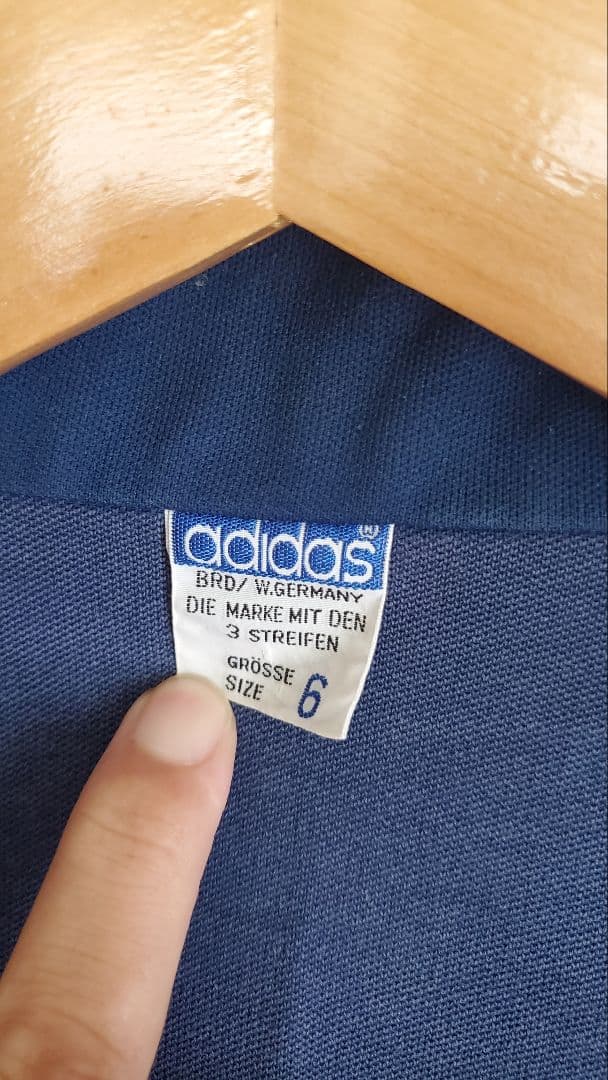 adidas®
BRD/ W.GERMANY
DIE MARKE MIT DEN
3 STREIFEN
GRÖSSE
SIZE 6